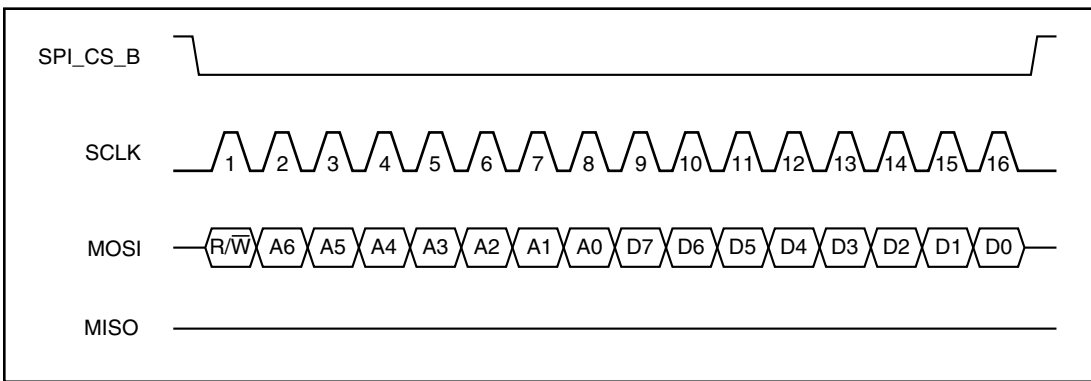 SPI_CS_B
SCLK 1 2 3 4 5 6 7 8 9 10 11 12 13 14 15 16
MOSI R/W̅ A6 A5 A4 A3 A2 A1 A0 D7 D6 D5 D4 D3 D2 D1 D0
MISO